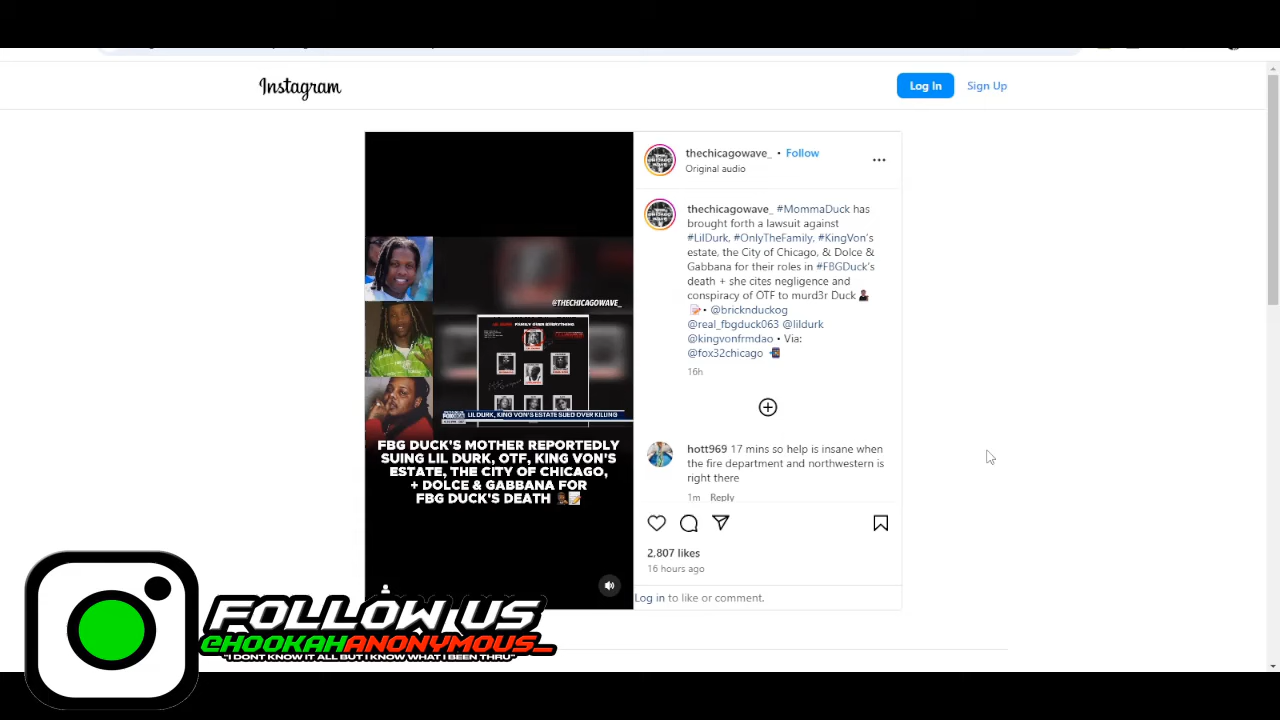 Instagram
Log In
Sign Up
thechicagowave_ • Follow
Original audio
thechicagowave_ #MommaDuck has
brought forth a lawsuit against
#LilDurk, #OnlyTheFamily, #KingVon's
estate, the City of Chicago, & Dolce &
Gabbana for their roles in #FBGDuck's
death + she cites negligence and
conspiracy of OTF to murd3r Duck
• @bricknduckog
@real_fbgduck063 @lildurk
@kingvonfrmdao • Via:
@fox32chicago
16h
hott969 17 mins so help is insane when
the fire department and northwestern is
right there
1m Reply
2,807 likes
16 hours ago
Log in to like or comment.
@THECHICAGOWAVE_
FAMILY OVER EVERYTHING
LIL DURK, KING VON'S ESTATE SUED OVER KILLING
FBG DUCK'S MOTHER REPORTEDLY
SUING LIL DURK, OTF, KING VON'S
ESTATE, THE CITY OF CHICAGO,
+ DOLCE & GABBANA FOR
FBG DUCK'S DEATH
FOLLOW US
@HOOKAHANONYMOUS_
"I DONT KNOW IT ALL BUT I KNOW WHAT I BEEN THRU"